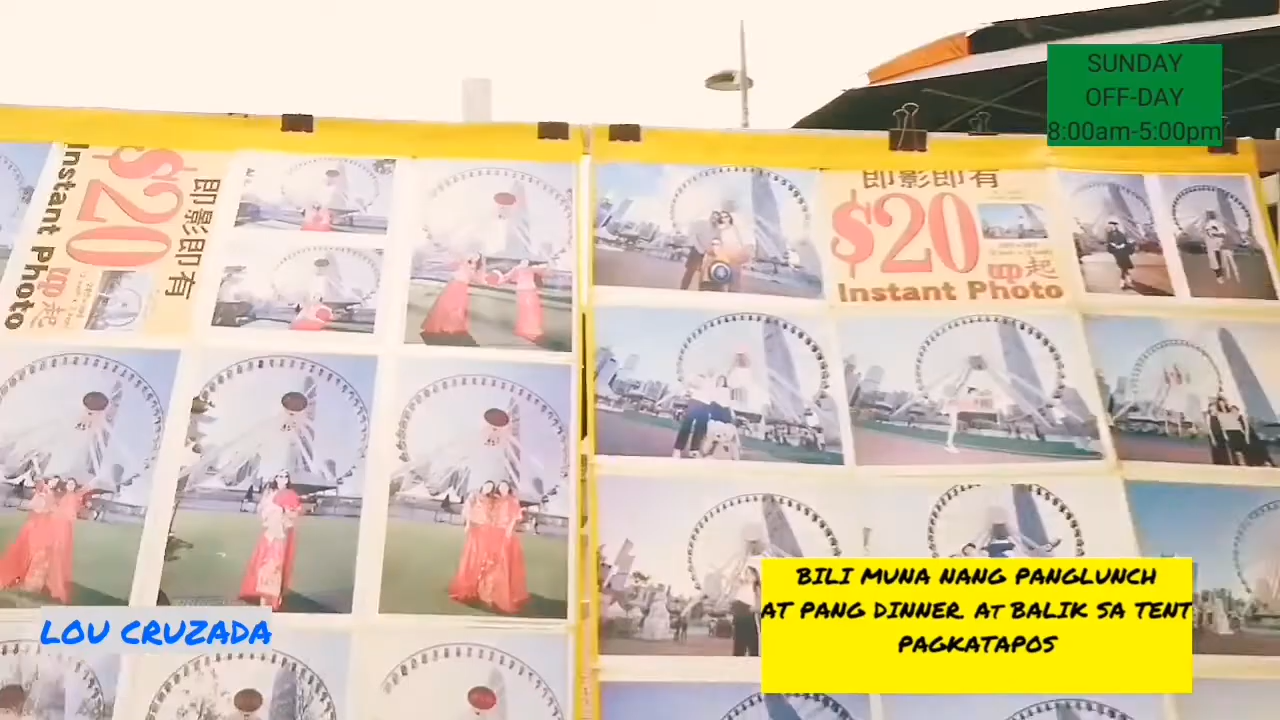 SUNDAY
OFF-DAY
8:00am-5:00pm
即影即有
$20
up起
Instant Photo
即影即有
$20
up起
Instant Photo
LOU CRUZADA
BILI MUNA NANG PANGLUNCH
AT PANG DINNER. At BALIK SA TENT
PAGKATAPOS